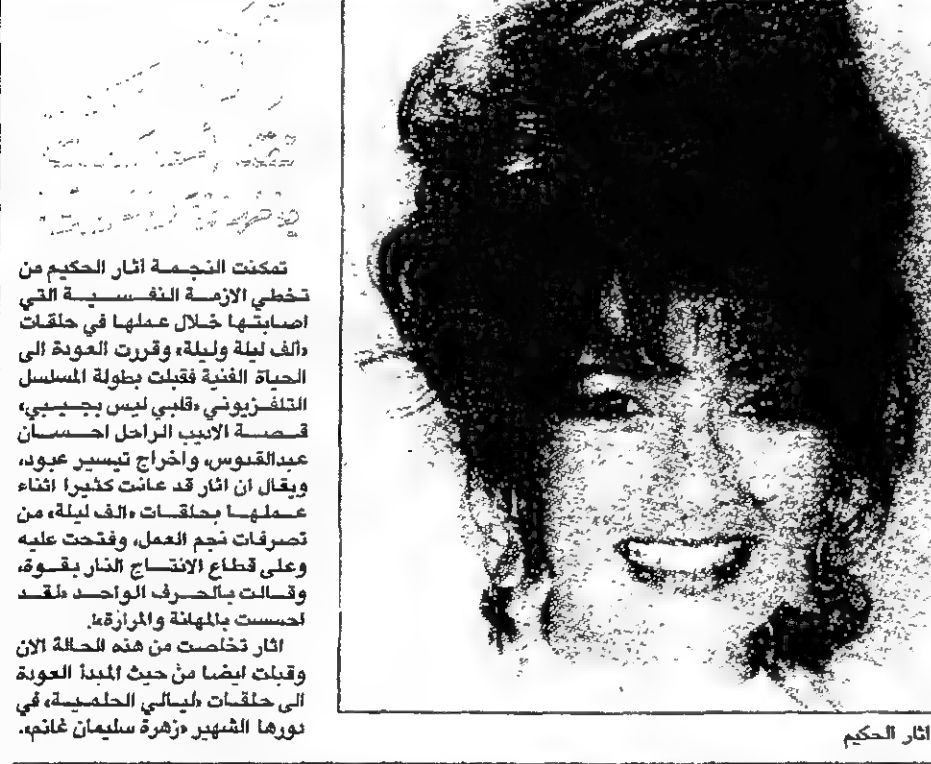 تمكنت النجمة آثار الحكيم من
تخطي الازمة النفسية التي
اصابتها خلال عملها في حلقات
«ألف ليلة وليلة» وقررت العودة الى
الحياة الفنية فقبلت بطولة المسلسل
التلفزيوني «قلبي ليس بجيبي»
قصة الاديب الراحل احسان
عبدالقدوس، واخراج تيسير عبود،
ويقال ان اثار قد عانت كثيرا اثناء
عملها بحلقات «الف ليلة» من
تصرفات نجم العمل، وفتحت عليه
وعلى قطاع الانتاج النار بقوة،
وقالت بالحرف الواحد «لقد
احسست بالمهانة والمرارة».
اثار تخلصت من هذه الحالة الان
وقبلت ايضا من حيث المبدأ العودة
الى حلقات «ليالي الحلمية» في
دورها الشهير «زهرة سليمان غانم».
اثار الحكيم